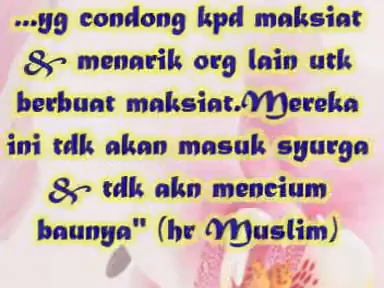 ...yg condong kpd maksiat
& menarik org lain utk
berbuat maksiat.Mereka
ini tdk akan masuk syurga
& tdk akn mencium
baunya" (hr Muslim)